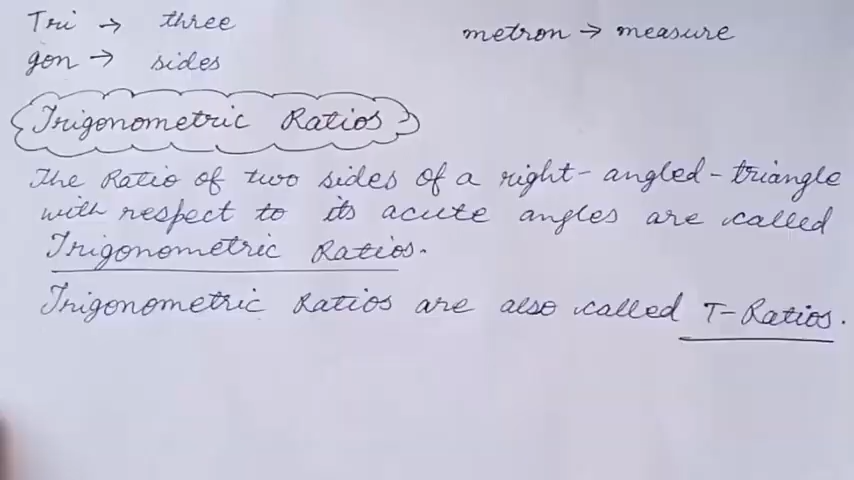 Tri → three
metron → measure
gon → sides
Trigonometric Ratios
The Ratio of two sides of a right-angled-triangle
with respect to its acute angles are called
Trigonometric Ratios.
Trigonometric Ratios are also called T-Ratios.